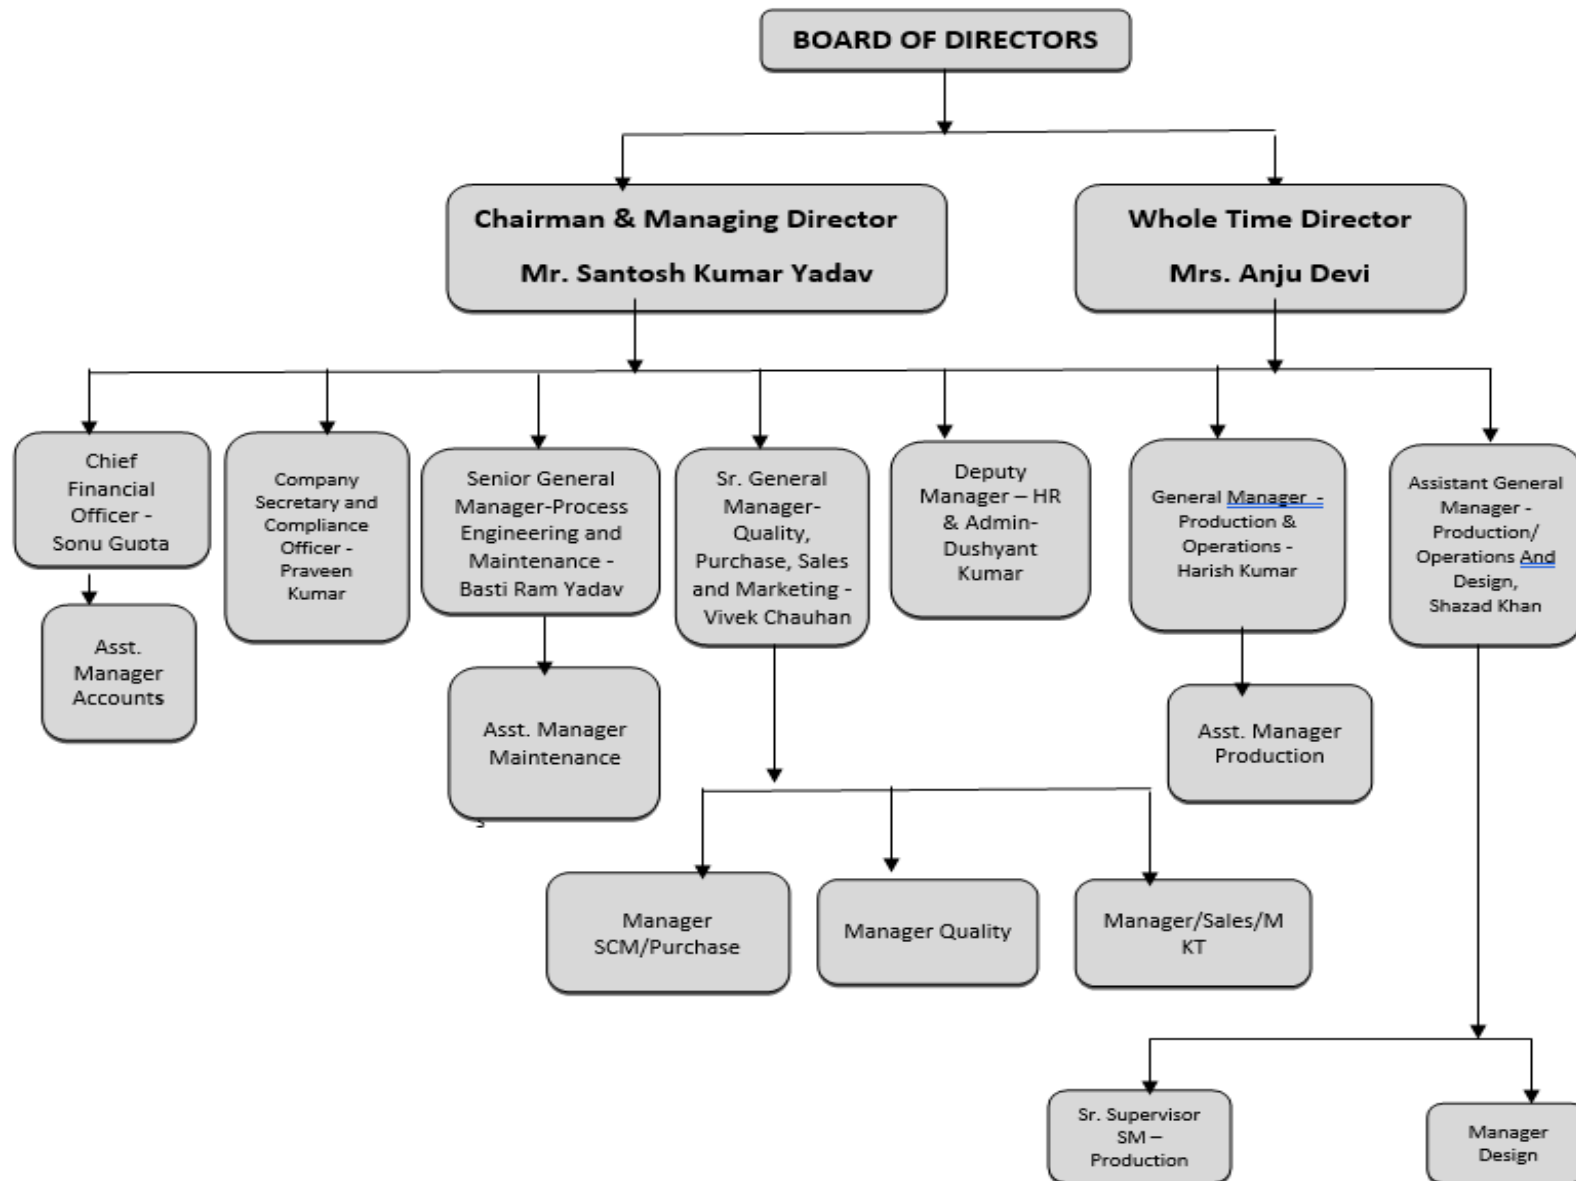 BOARD OF DIRECTORS
Chairman & Managing Director
Mr. Santosh Kumar Yadav
Whole Time Director
Mrs. Anju Devi
Chief
Financial
Officer -
Sonu Gupta
Company
Secretary and
Compliance
Officer -
Praveen
Kumar
Senior General
Manager-Process
Engineering and
Maintenance -
Basti Ram Yadav
Sr. General
Manager-
Quality,
Purchase, Sales
and Marketing -
Vivek Chauhan
Deputy
Manager – HR
& Admin-
Dushyant
Kumar
General Manager -
Production &
Operations -
Harish Kumar
Assistant General
Manager -
Production/
Operations And
Design,
Shazad Khan
Asst.
Manager
Accounts
Asst. Manager
Maintenance
Asst. Manager
Production
Manager
SCM/Purchase
Manager Quality
Manager/Sales/M
KT
Sr. Supervisor
SM –
Production
Manager
Design